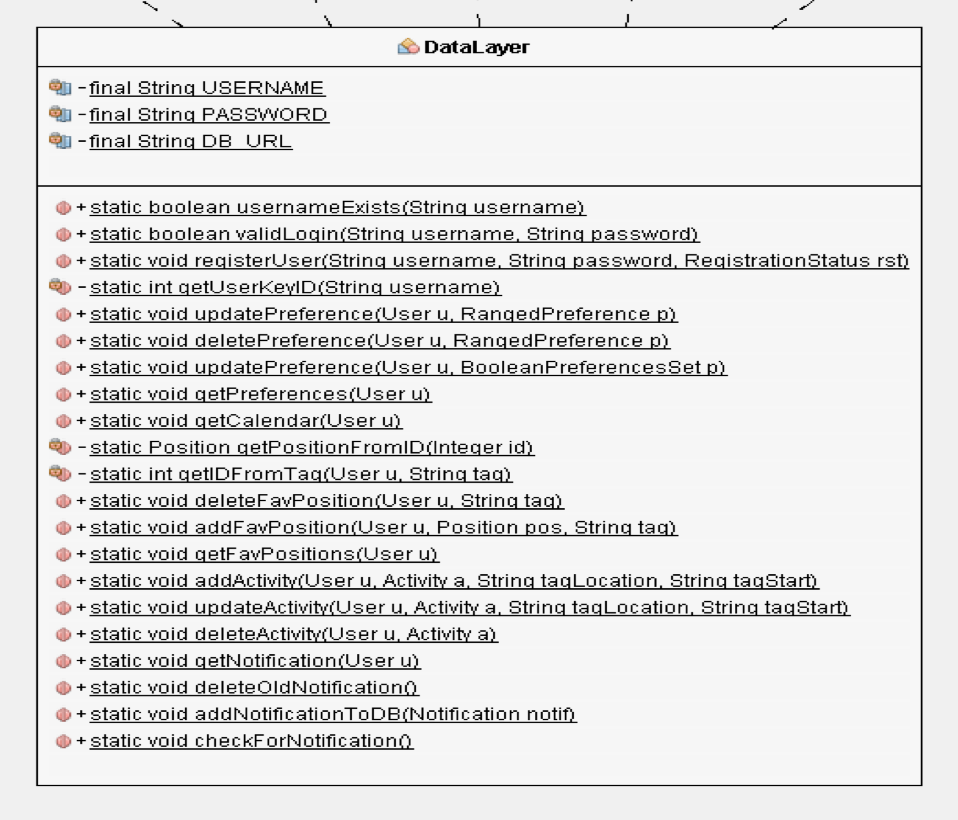 DataLayer
-final String USERNAME
-final String PASSWORD
-final String DB_URL
+static boolean usernameExists(String username)
+static boolean validLogin(String username, String password)
+static void registerUser(String username, String password, RegistrationStatus rst)
-static int getUserKeyID(String username)
+static void updatePreference(User u, RangedPreference p)
+static void deletePreference(User u, RangedPreference p)
+static void updatePreference(User u, BooleanPreferencesSet p)
+static void getPreferences(User u)
+static void getCalendar(User u)
-static Position getPositionFromID(Integer id)
-static int getIDFromTag(User u, String tag)
+static void deleteFavPosition(User u, String tag)
+static void addFavPosition(User u, Position pos, String tag)
+static void getFavPositions(User u)
+static void addActivity(User u, Activity a, String tagLocation, String tagStart)
+static void updateActivity(User u, Activity a, String tagLocation, String tagStart)
+static void deleteActivity(User u, Activity a)
+static void getNotification(User u)
+static void deleteOldNotification()
+static void addNotificationToDB(Notification notif)
+static void checkForNotification()